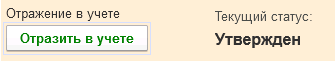 Отражение в учете
Отразить в учете
Текущий статус:
Утвержден